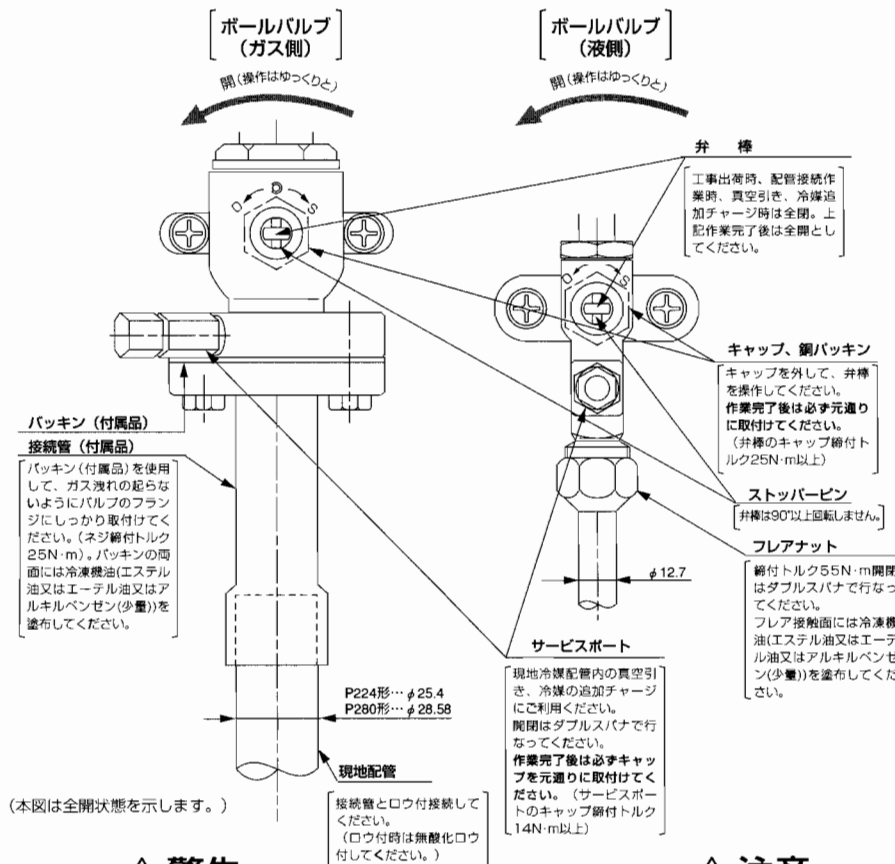 ボールバルブ
(ガス側)
開(操作はゆっくりと)
ボールバルブ
(液側)
開(操作はゆっくりと)
O
D
S
O
S
弁　棒
工事出荷時、配管接続作
業時、真空引き、冷媒追
加チャージ時は全閉。上
記作業完了後は全開とし
てください。
キャップ、銅パッキン
キャップを外して、弁棒
を操作してください。
作業完了後は必ず元通り
に取付けてください。
(弁棒のキャップ締付ト
ルク25N·m以上)
ストッパーピン
弁棒は90°以上回転しません。
フレアナット
締付トルク55N·m開閉
はダブルスパナで行なっ
てください。
フレア接触面には冷凍機
油(エステル油又はエーテ
ル油又はアルキルベンゼ
ン(少量))を塗布してくだ
さい。
φ12.7
パッキン(付属品)
接続管(付属品)
パッキン(付属品)を使用
して、ガス洩れの起らな
いようにバルブのフラン
ジにしっかり取付けてく
ださい。(ネジ締付トルク
25N·m)。パッキンの両
面には冷凍機油(エステル
油又はエーテル油又はア
ルキルベンゼン(少量))を
塗布してください。
サービスポート
現地冷媒配管内の真空引
き、冷媒の追加チャージ
にご利用ください。
開閉はダブルスパナで行
なってください。
作業完了後は必ずキャッ
プを元通りに取付けてく
ださい。(サービスポー
トのキャップ締付トルク
14N·m以上)
P224形…φ25.4
P280形…φ28.58
現地配管
接続管とロウ付接続して
ください。
(ロウ付時は無酸化ロウ
付してください。)
(本図は全開状態を示します。)
警告
注意